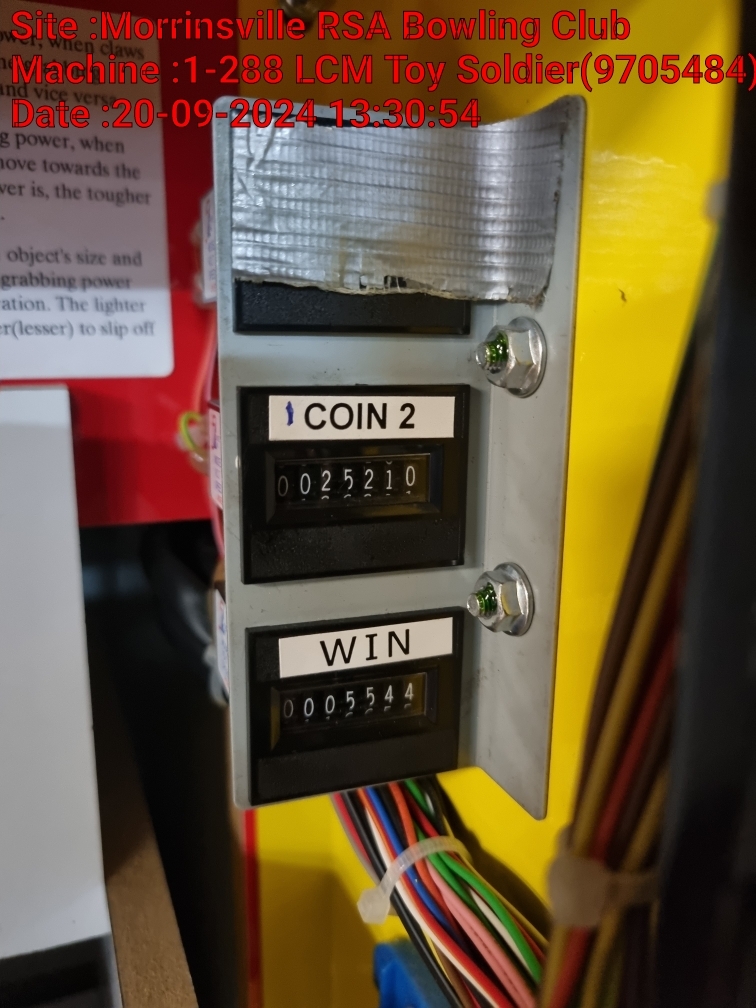 Site :Morrinsville RSA Bowling Club
Machine :1-288 LCM Toy Soldier(9705484)
Date :20-09-2024 13:30:54
when claws
and vice versa
g power, when
move towards the
ver is, the tougher
object's size and
grabbing power
ation. The lighter
er(lesser) to slip off
COIN 2
0025210
WIN
0005544